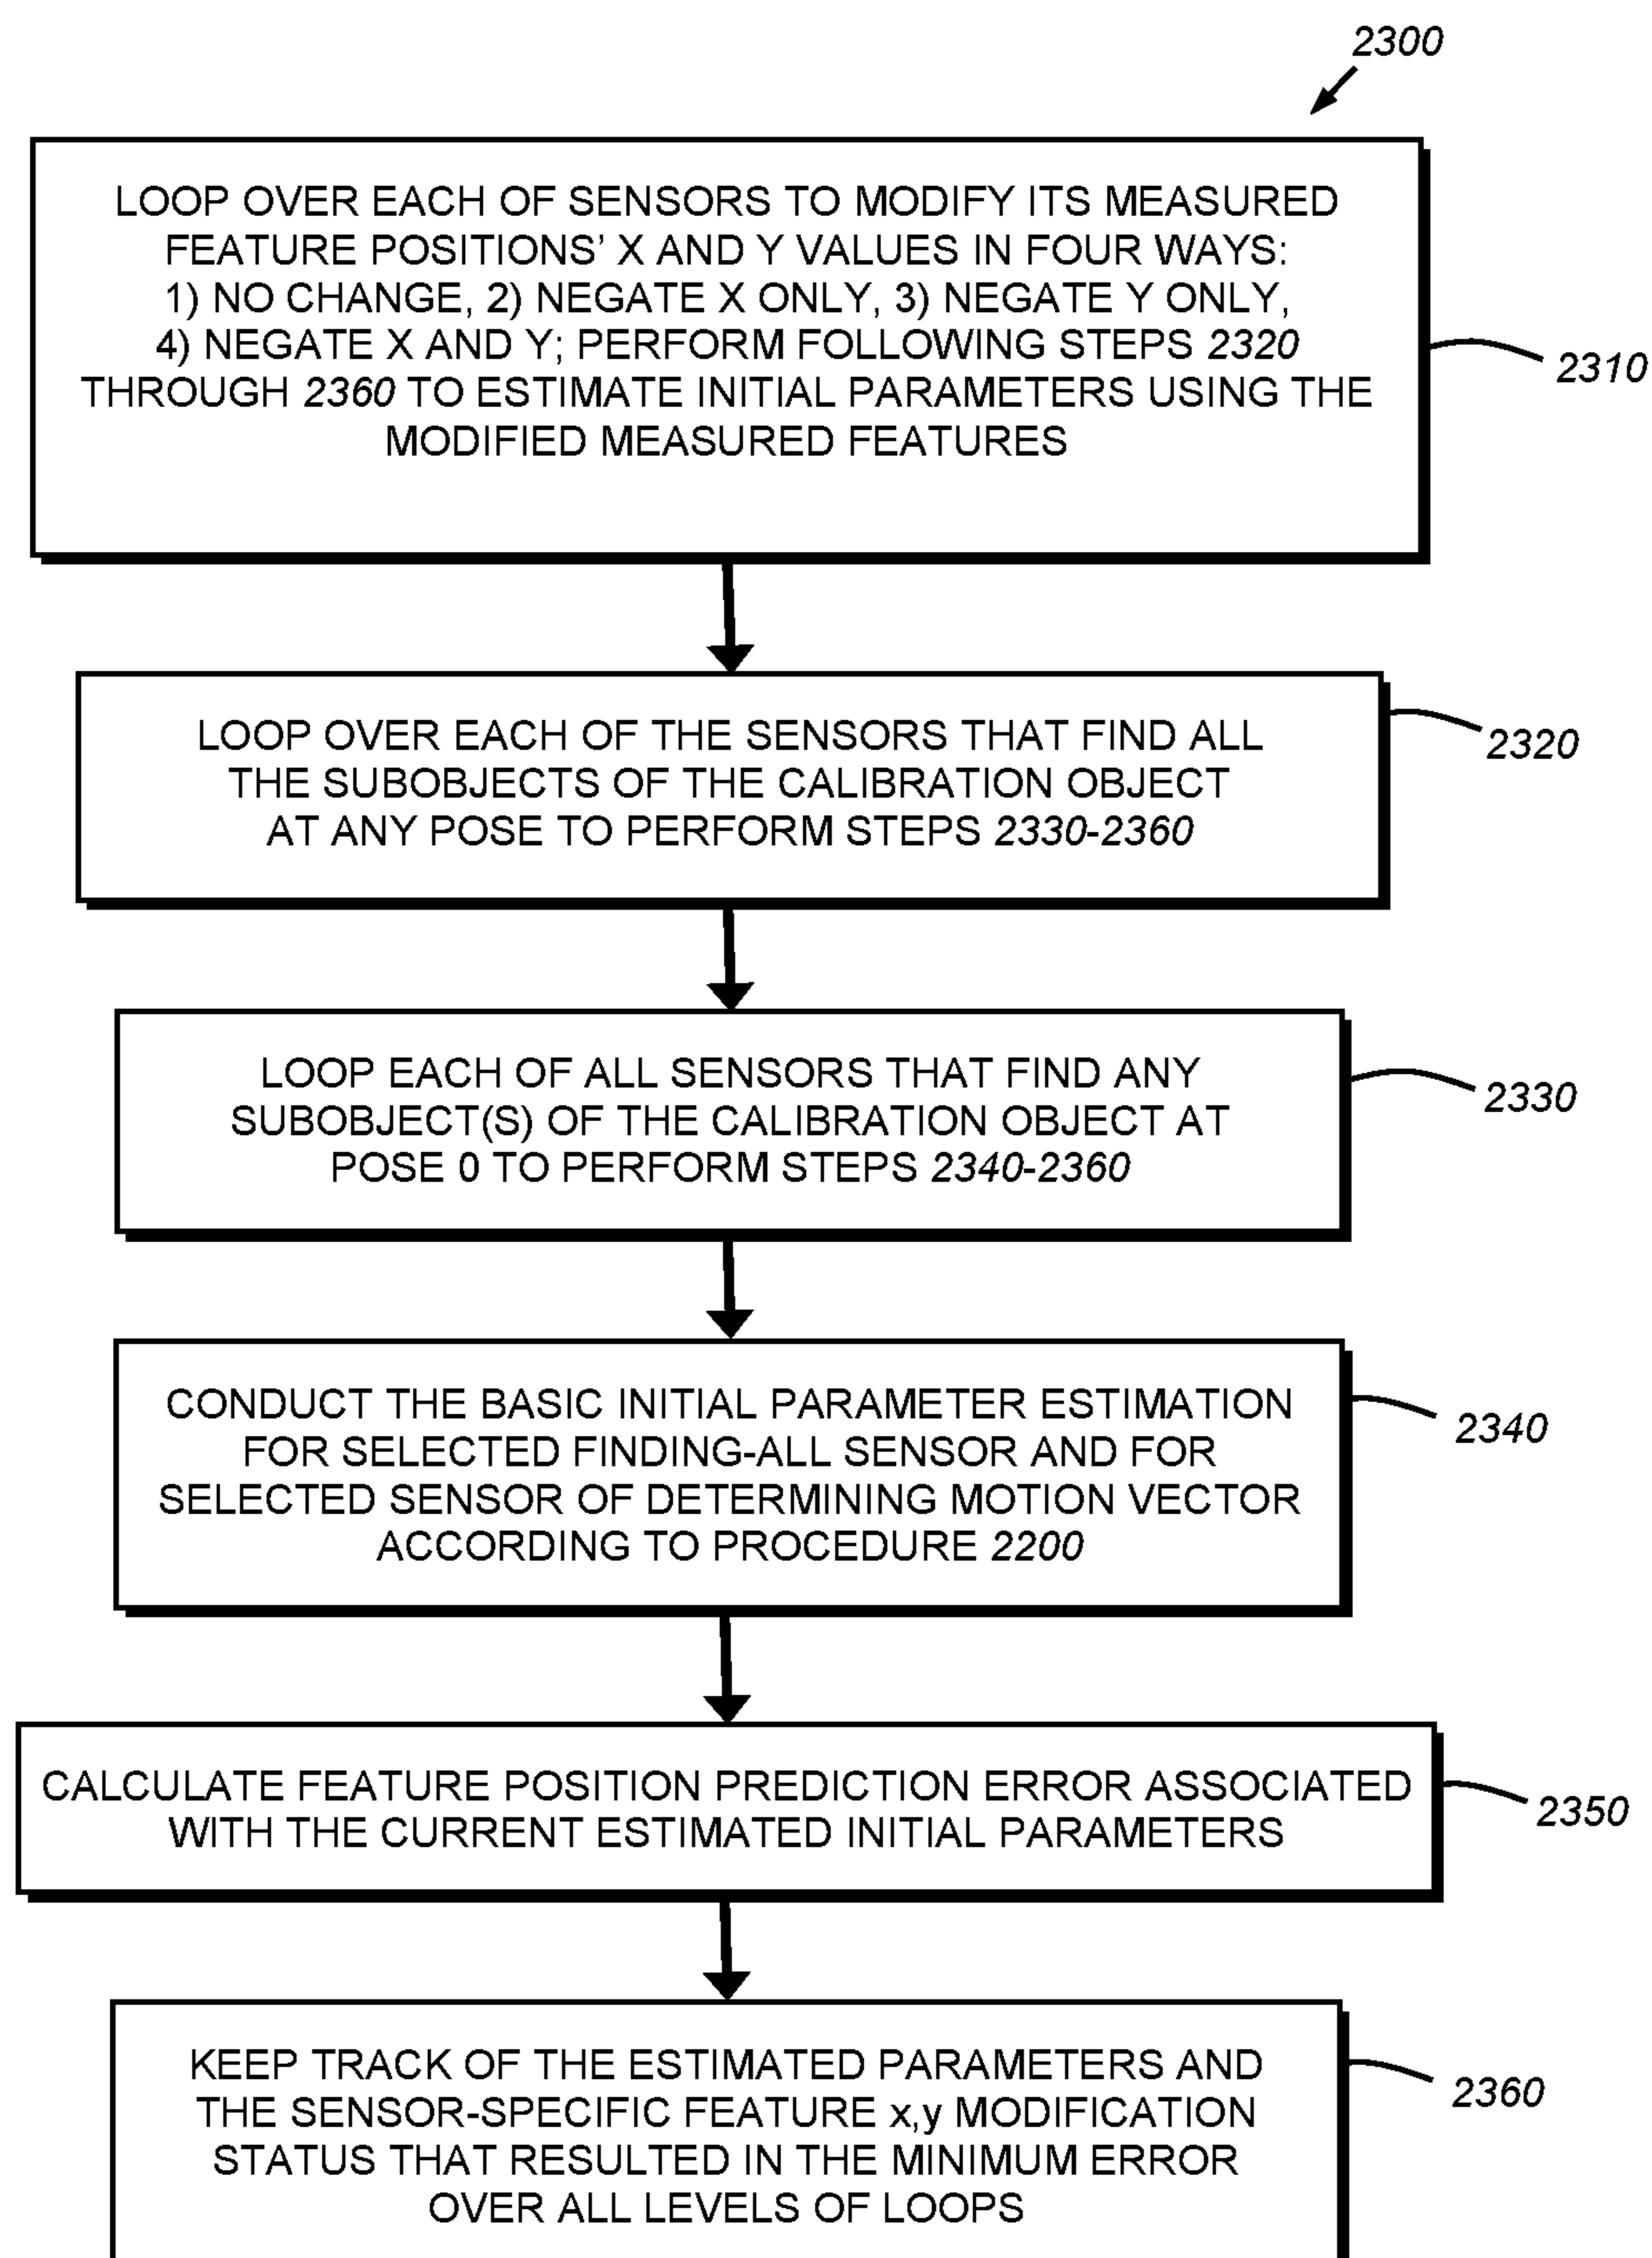 2300
LOOP OVER EACH OF SENSORS TO MODIFY ITS MEASURED
FEATURE POSITIONS’ X AND Y VALUES IN FOUR WAYS:
1) NO CHANGE, 2) NEGATE X ONLY, 3) NEGATE Y ONLY,
4) NEGATE X AND Y; PERFORM FOLLOWING STEPS 2320
THROUGH 2360 TO ESTIMATE INITIAL PARAMETERS USING THE
MODIFIED MEASURED FEATURES
2310
LOOP OVER EACH OF THE SENSORS THAT FIND ALL
THE SUBOBJECTS OF THE CALIBRATION OBJECT
AT ANY POSE TO PERFORM STEPS 2330-2360
2320
LOOP EACH OF ALL SENSORS THAT FIND ANY
SUBOBJECT(S) OF THE CALIBRATION OBJECT AT
POSE 0 TO PERFORM STEPS 2340-2360
2330
CONDUCT THE BASIC INITIAL PARAMETER ESTIMATION
FOR SELECTED FINDING-ALL SENSOR AND FOR
SELECTED SENSOR OF DETERMINING MOTION VECTOR
ACCORDING TO PROCEDURE 2200
2340
CALCULATE FEATURE POSITION PREDICTION ERROR ASSOCIATED
WITH THE CURRENT ESTIMATED INITIAL PARAMETERS
2350
KEEP TRACK OF THE ESTIMATED PARAMETERS AND
THE SENSOR-SPECIFIC FEATURE x,y MODIFICATION
STATUS THAT RESULTED IN THE MINIMUM ERROR
OVER ALL LEVELS OF LOOPS
2360